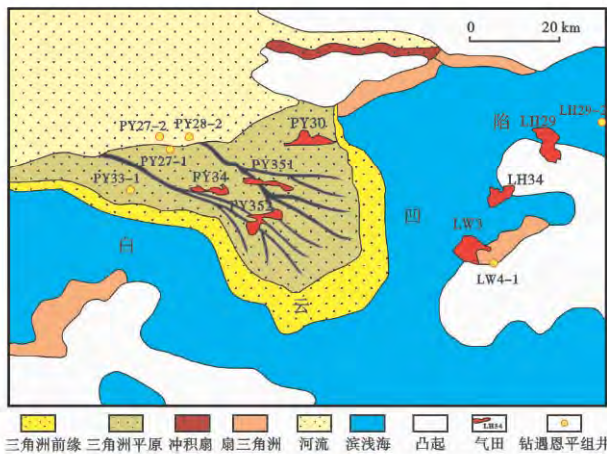 0 20 km
PY27-2 PY28-2
PY30
陷
LH29
LH29-2
PY27-1
PY33-1
PY34
PY351
PY352
LH34
凹
LW3
白
LW4-1
云
LH34
三角洲前缘 三角洲平原 冲积扇 扇三角洲 河流 滨浅海 凸起 气田 钻遇恩平组井